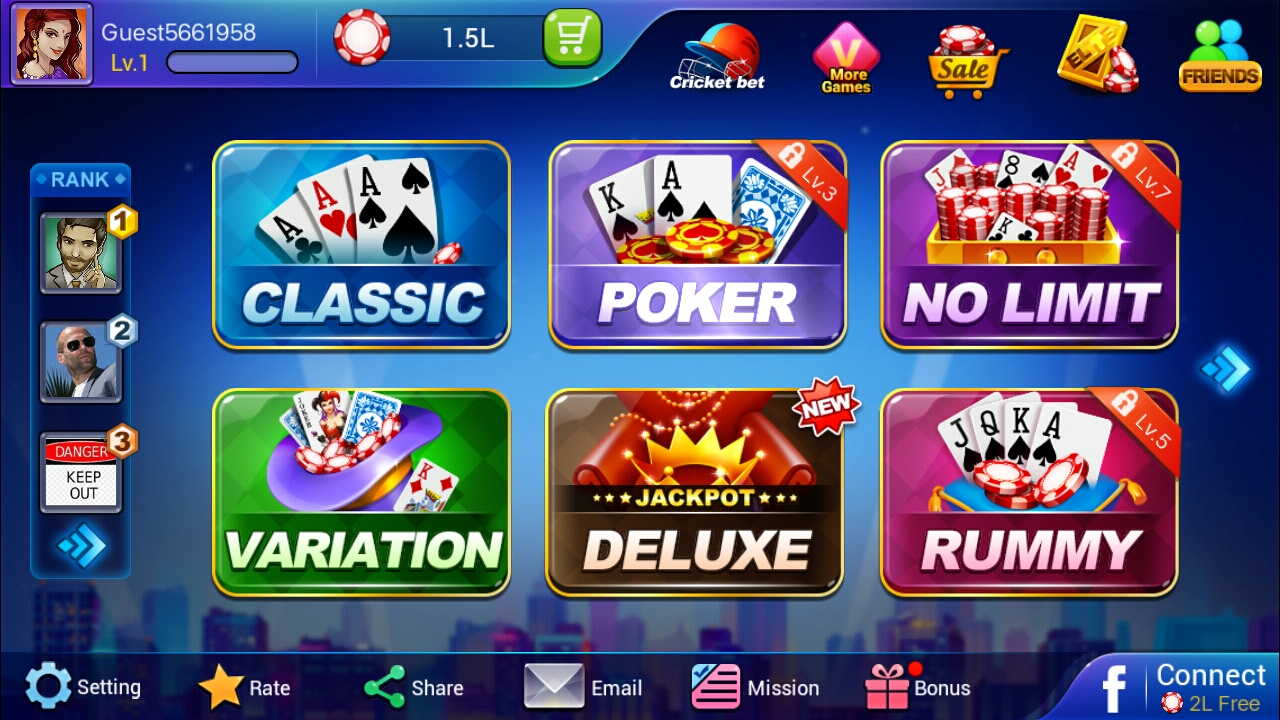 Guest5661958
Lv.1
1.5L
Cricket bet
V
More
Games
Sale
ELITE
FRIENDS
RANK
1
2
3
DANGER
KEEP
OUT
A
A
A
CLASSIC
K
A
Lv.3
POKER
J
8
A
K
Lv.7
NO LIMIT
JOKER
K
VARIATION
NEW
JACKPOT
DELUXE
J
Q
K
A
Lv.5
RUMMY
Setting
Rate
Share
Email
Mission
Bonus
f
Connect
2L Free